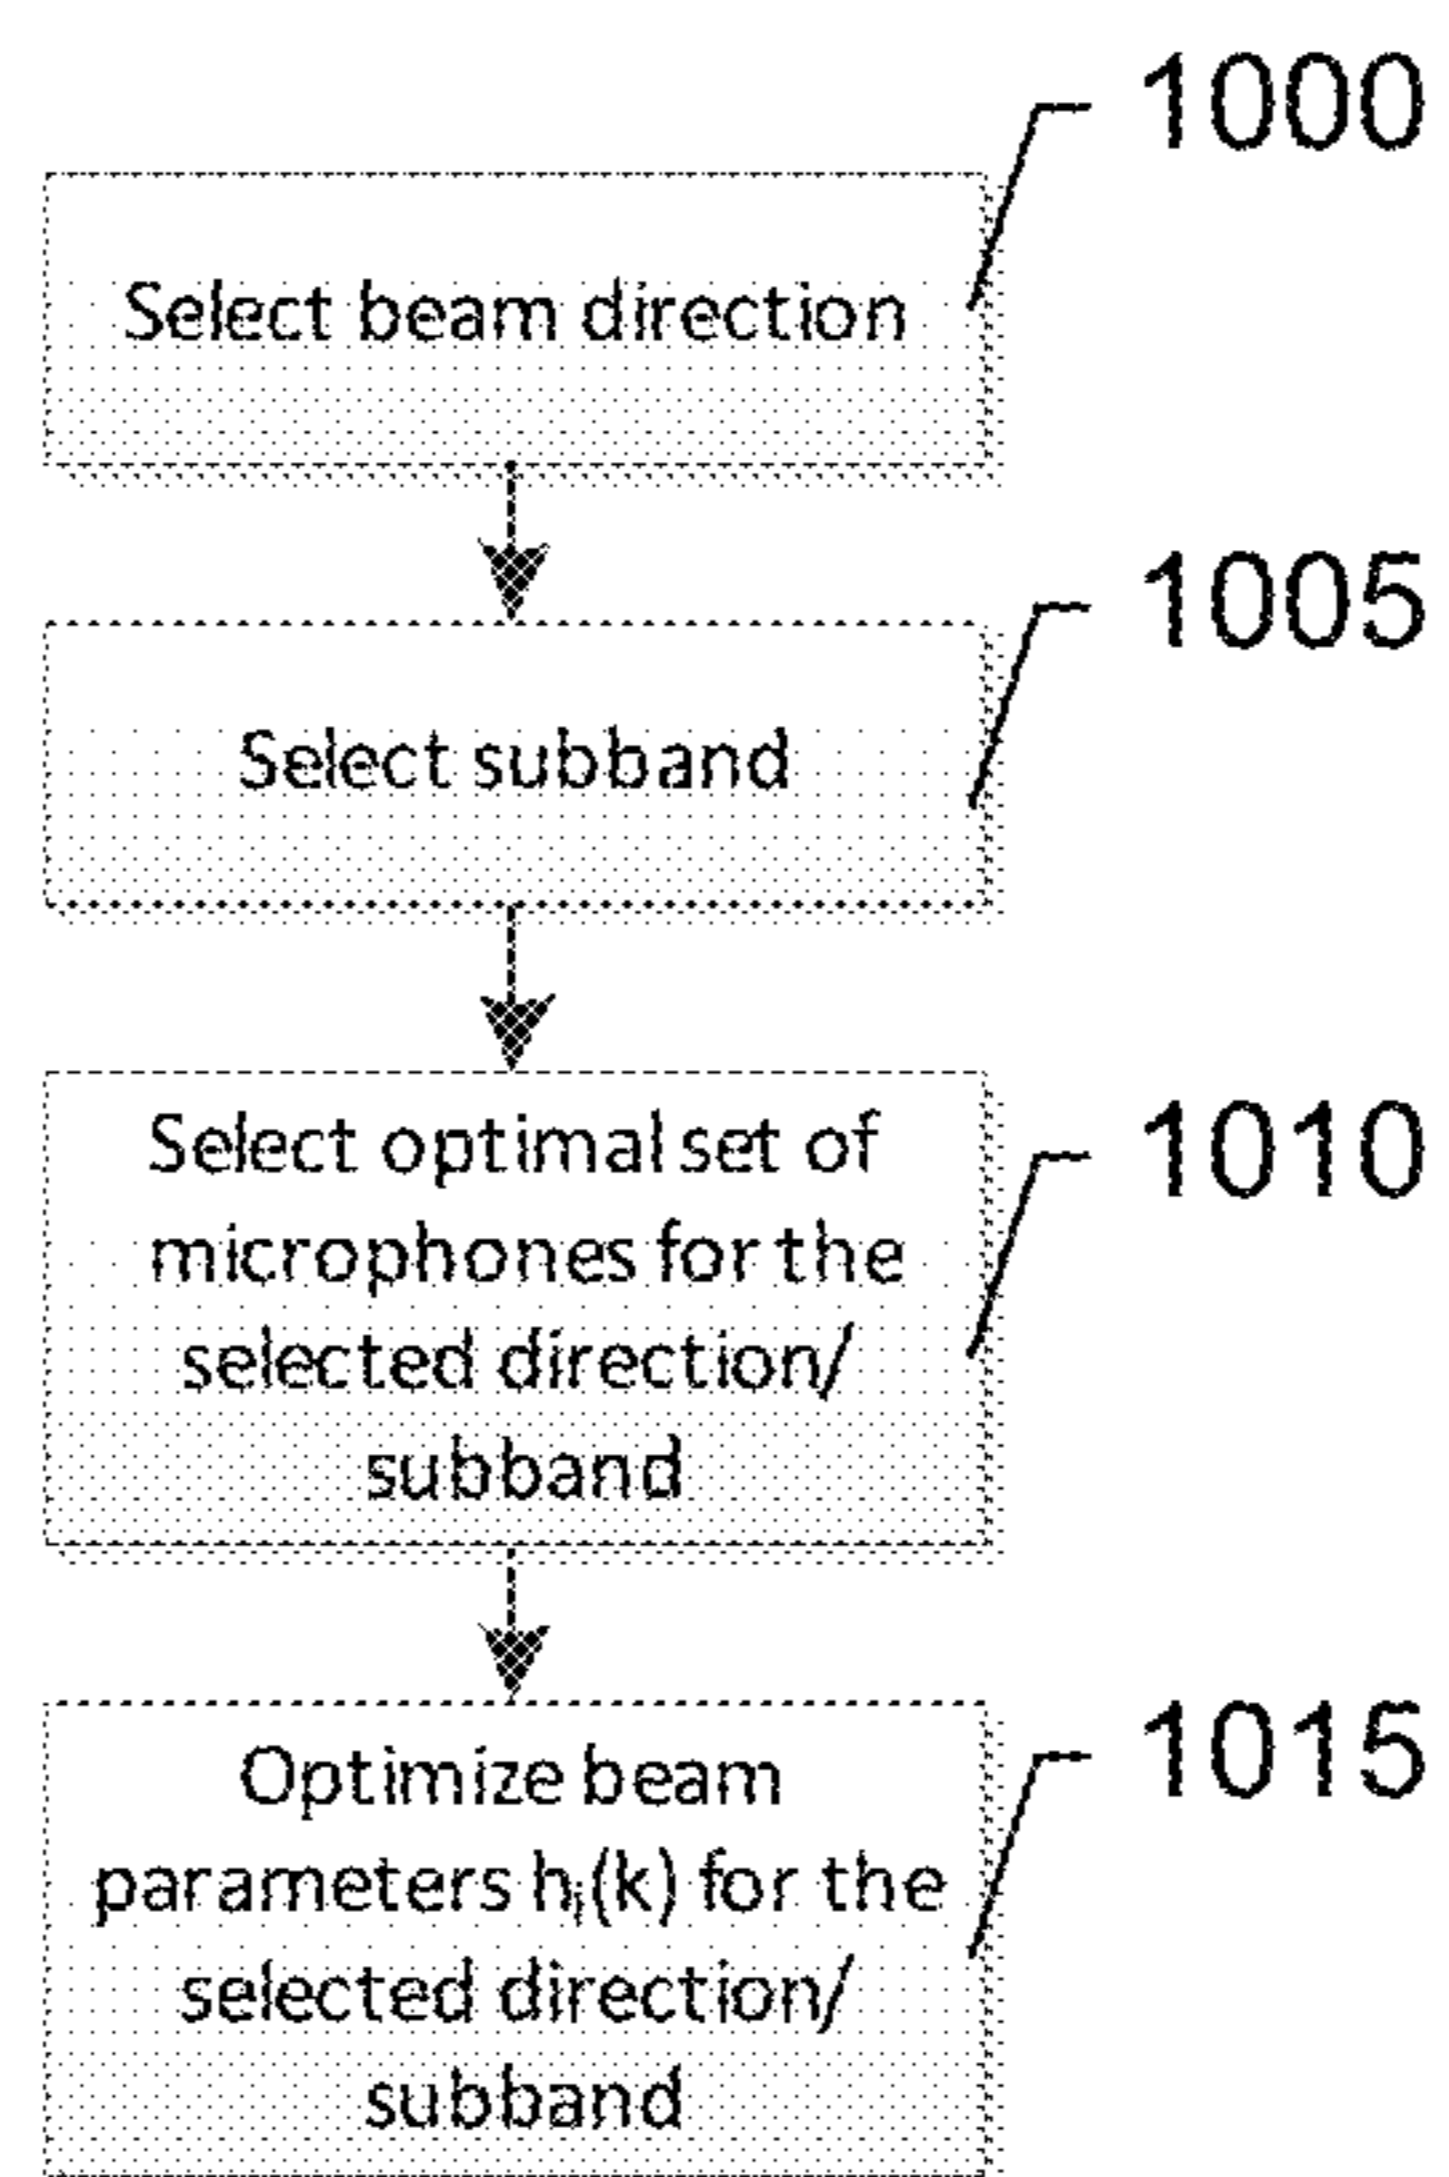 1000
Select beam direction
1005
Select subband
1010
Select optimal set of
microphones for the
selected direction/
subband
1015
Optimize beam
parameters hⱼ(k) for the
selected direction/
subband